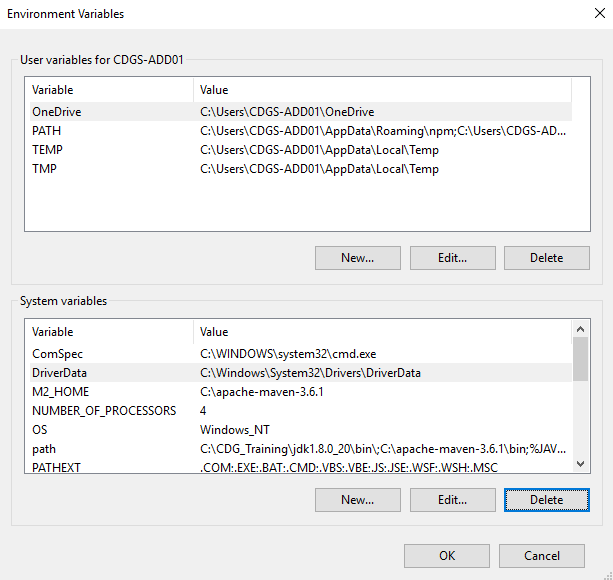 Environment Variables
User variables for CDGS-ADD01
Variable Value
OneDrive C:\Users\CDGS-ADD01\OneDrive
PATH C:\Users\CDGS-ADD01\AppData\Roaming\npm;C:\Users\CDGS-AD...
TEMP C:\Users\CDGS-ADD01\AppData\Local\Temp
TMP C:\Users\CDGS-ADD01\AppData\Local\Temp
New... Edit... Delete
System variables
Variable Value
ComSpec C:\WINDOWS\system32\cmd.exe
DriverData C:\Windows\System32\Drivers\DriverData
M2_HOME C:\apache-maven-3.6.1
NUMBER_OF_PROCESSORS 4
OS Windows_NT
path C:\CDG_Training\jdk1.8.0_20\bin\;C:\apache-maven-3.6.1\bin;%JAV...
PATHEXT .COM;.EXE;.BAT;.CMD;.VBS;.VBE;.JS;.JSE;.WSF;.WSH;.MSC
New... Edit... Delete
OK Cancel